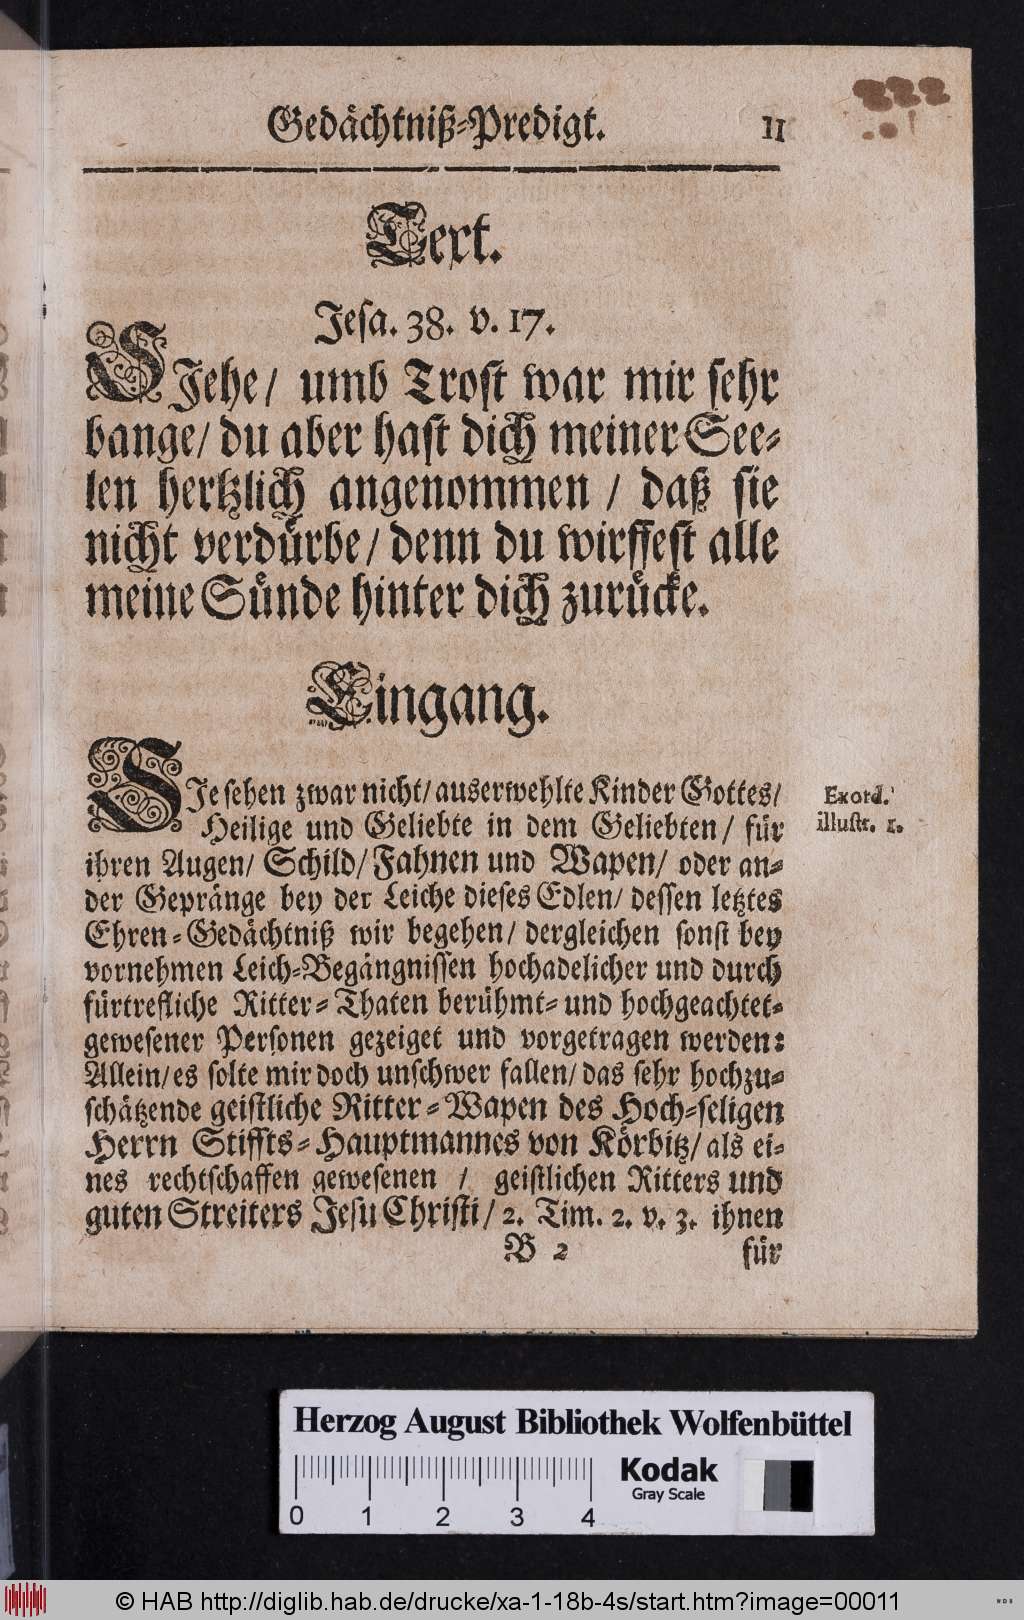 Gedächtniß-Predigt. 11
Text.
Jesa. 38. v. 17.
SJehe/ umb Trost war mir sehr
bange/ du aber hast dich meiner See-
len hertzlich angenommen / daß sie
nicht verdürbe/ denn du wirffest alle
meine Sünde hinter dich zurücke.
Eingang.
SJe sehen zwar nicht/ auserwehlte Kinder Gottes/
Heilige und Geliebte in dem Geliebten/ für
ihren Augen/ Schild/ Fahnen und Wapen/ oder an-
der Gepränge bey der Leiche dieses Edlen/ dessen letztes
Ehren-Gedächtniß wir begehen/ dergleichen sonst bey
vornehmen Leich-Begängnissen hochadelicher und durch
fürtrefliche Ritter-Thaten berühmt- und hochgeachtet-
gewesener Personen gezeiget und vorgetragen werden:
Allein/ es solte mir doch unschwer fallen/ das sehr hochzu-
schätzende geistliche Ritter-Wapen des Hoch-seligen
Herrn Stiffts-Hauptmannes von Körbitz/ als ei-
nes rechtschaffen gewesenen / geistlichen Ritters und
guten Streiters Jesu Christi/ 2. Tim. 2. v. 3. ihnen
B 2 für
Exord.
illustr. 1.
Herzog August Bibliothek Wolfenbüttel
Kodak
Gray Scale
0 1 2 3 4
© HAB http://diglib.hab.de/drucke/xa-1-18b-4s/start.htm?image=00011